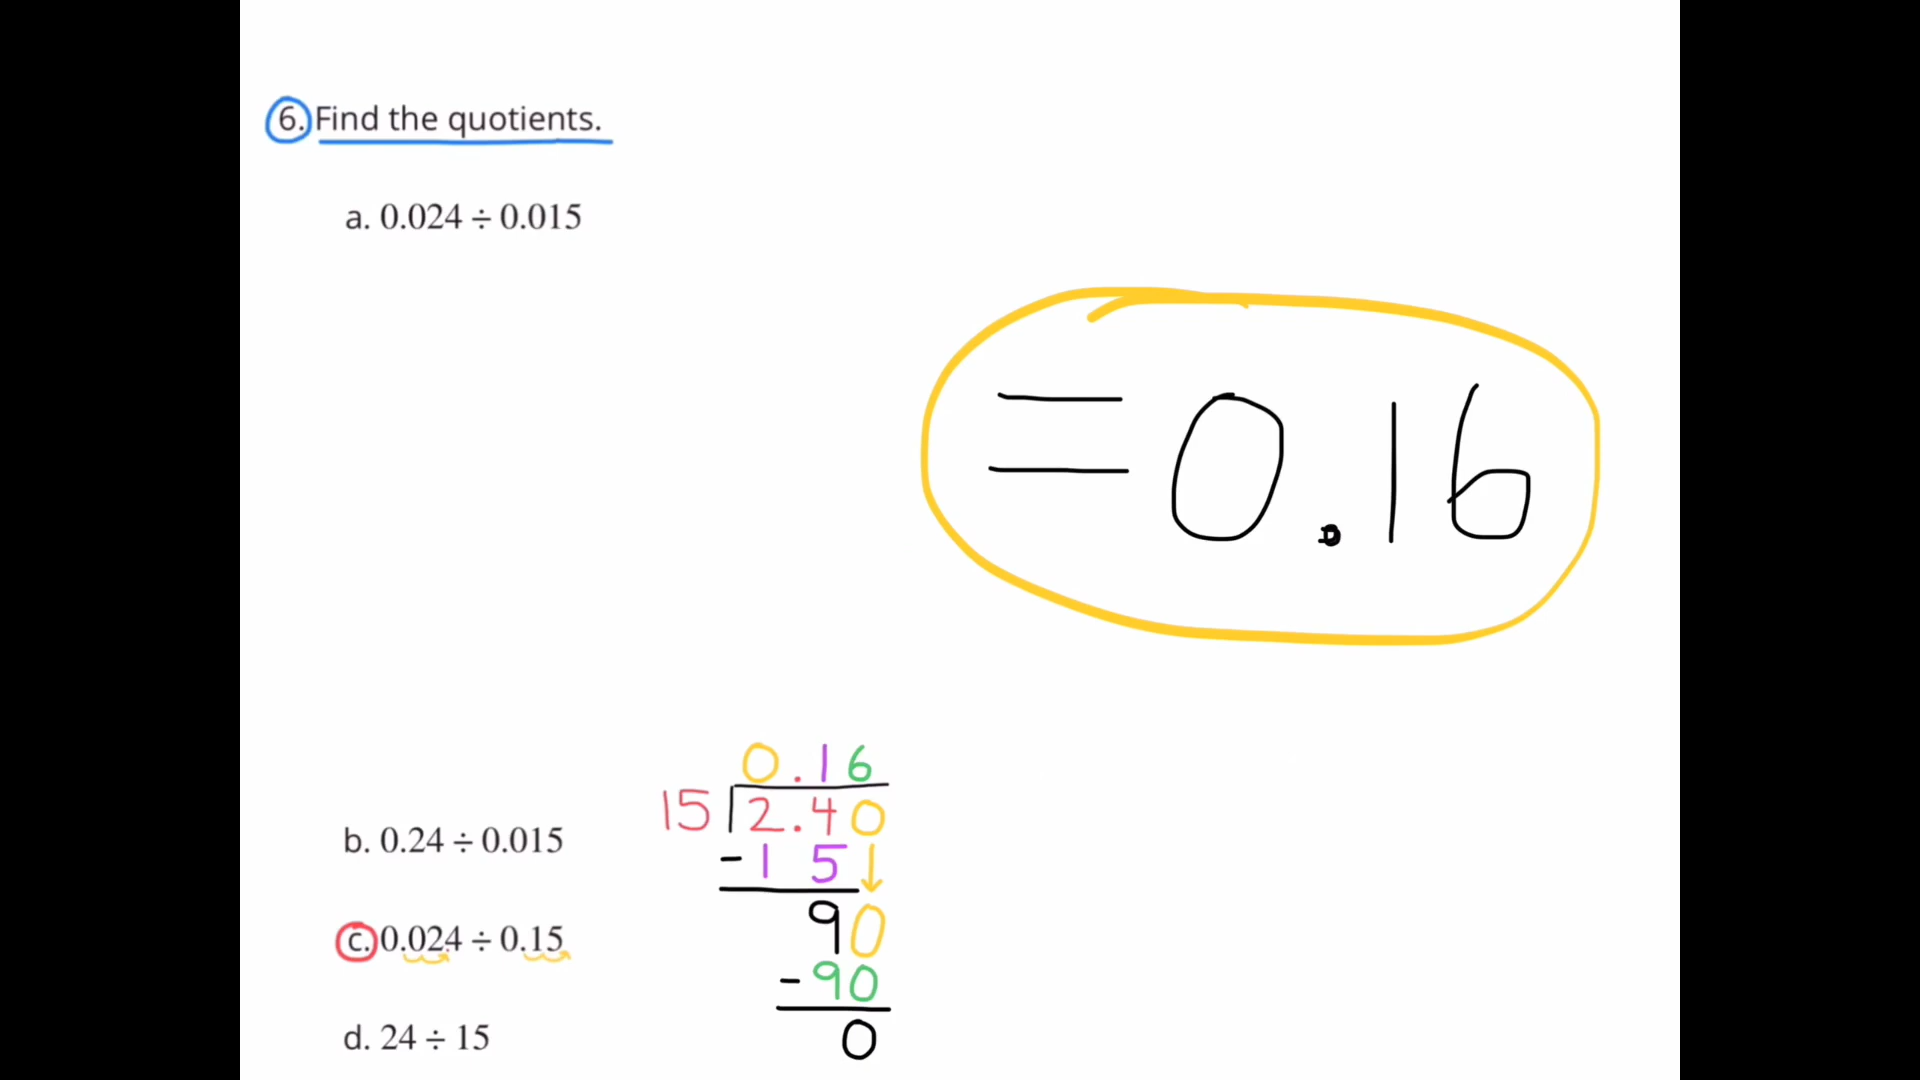 6. Find the quotients.
a. 0.024 ÷ 0.015
= 0.16
0.16
15 2.40
b. 0.24 ÷ 0.015
- 1 5
90
c. 0.024 ÷ 0.15
- 90
d. 24 ÷ 15
0